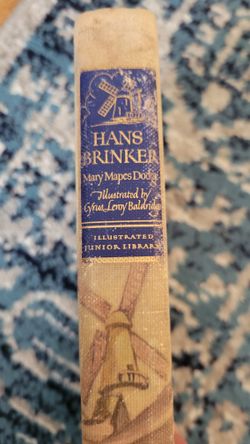 HANS
BRINKER
Mary Mapes Dodge
Illustrated by
Cyrus Leroy Baldridge
ILLUSTRATED
JUNIOR LIBRARY